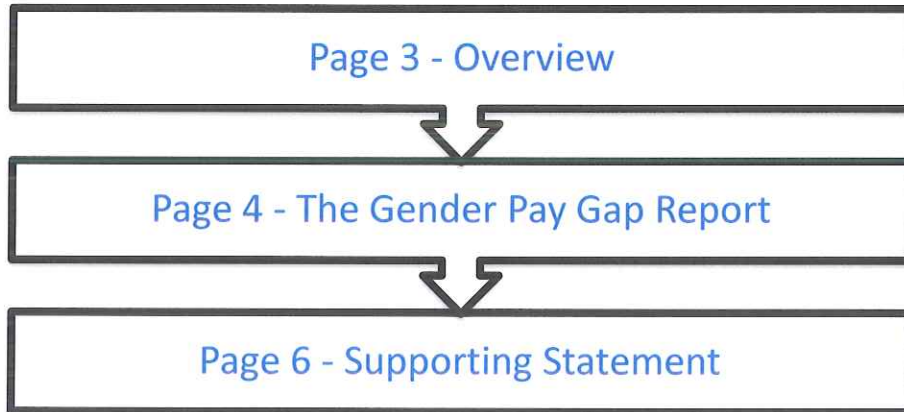 Page 3 - Overview
Page 4 - The Gender Pay Gap Report
Page 6 - Supporting Statement